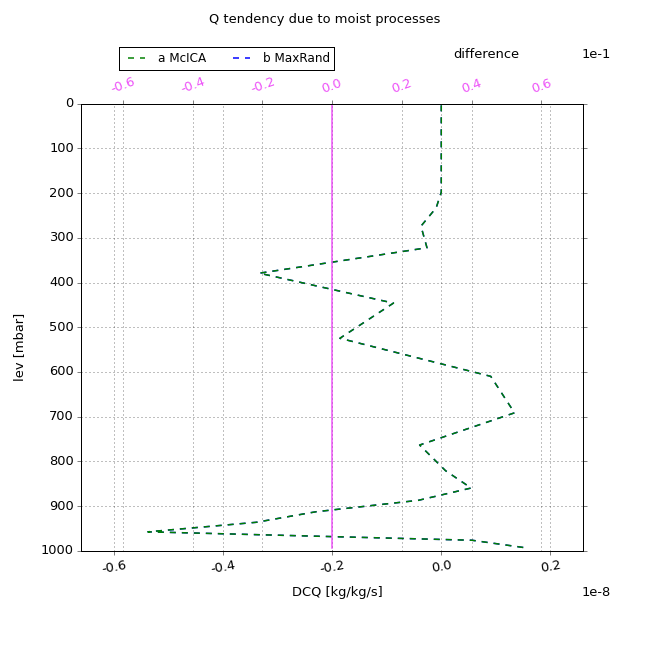 Q tendency due to moist processes
a McICA b MaxRand
difference 1e-1
-0.6 -0.4 -0.2 0.0 0.2 0.4 0.6
0
100
200
300
400
500
600
700
800
900
1000
lev [mbar]
-0.6 -0.4 -0.2 0.0 0.2
DCQ [kg/kg/s] 1e-8